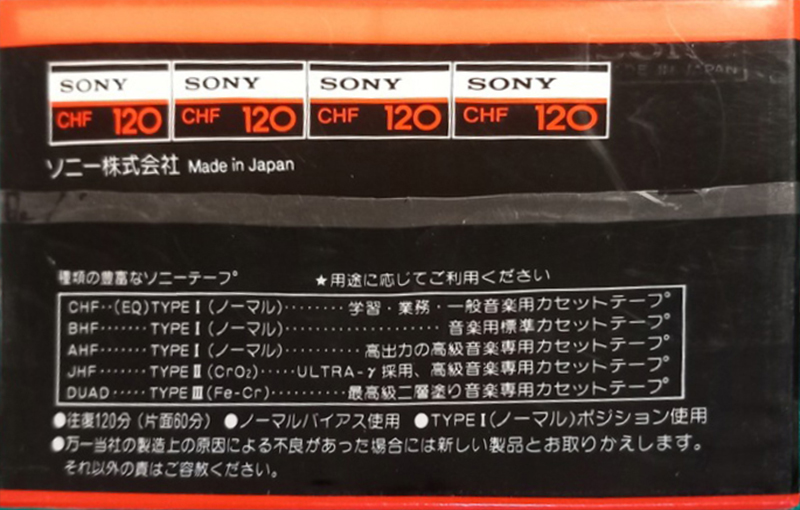 SONY SONY SONY SONY
CHF 120 CHF 120 CHF 120 CHF 120
ソニー株式会社 Made in Japan
種類の豊富なソニーテープ ★用途に応じてご利用ください
CHF‥(EQ)TYPE I (ノーマル)‥‥‥‥学習・業務・一般音楽用カセットテープ
BHF‥‥‥‥TYPE I (ノーマル)‥‥‥‥‥‥‥‥‥音楽用標準カセットテープ
AHF‥‥‥‥TYPE I (ノーマル)‥‥‥‥‥高出力の高級音楽専用カセットテープ
JHF‥‥‥‥TYPE II (CrO₂)‥‥‥ULTRA-γ 採用、高級音楽専用カセットテープ
DUAD‥‥‥TYPE III (Fe-Cr)‥‥‥‥‥最高級二層塗り音楽専用カセットテープ
●往復120分 (片面60分) ●ノーマルバイアス使用 ●TYPE I (ノーマル)ポジション使用
●万一当社の製造上の原因による不良があった場合には新しい製品とお取りかえします。
それ以外の責はご容赦ください。